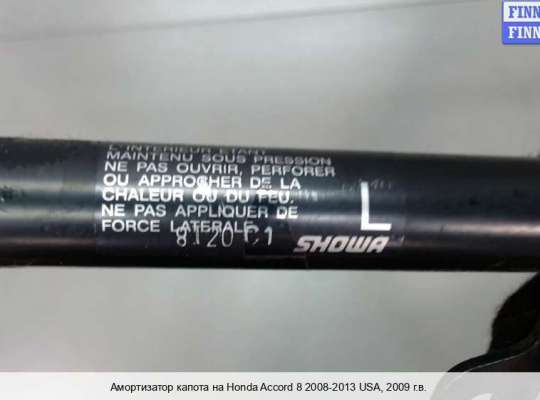 FINN
FINN
L'INTERIEUR ETANT
MAINTENU SOUS PRESSION
NE PAS OUVRIR, PERFORER
OU APPROCHER DE LA
CHALEUR OU DU FEU.
NE PAS APPLIQUER DE
FORCE LATERALE.
8120 C1
L
SHOWA
Амортизатор капота на Honda Accord 8 2008-2013 USA, 2009 г.в.